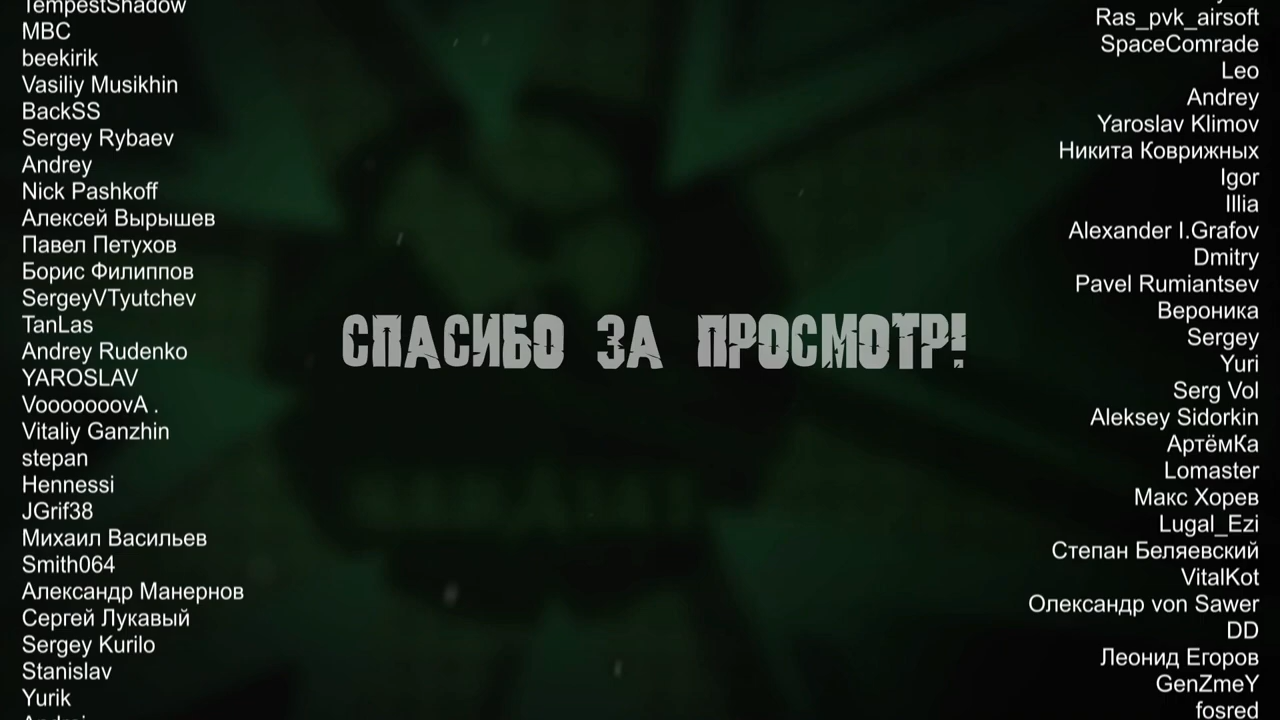 TempestShadow
MBC
beekirik
Vasiliy Musikhin
BackSS
Sergey Rybaev
Andrey
Nick Pashkoff
Алексей Вырышев
Павел Петухов
Борис Филиппов
SergeyVTyutchev
TanLas
Andrey Rudenko
YAROSLAV
VooooooovA .
Vitaliy Ganzhin
stepan
Hennessi
JGrif38
Михаил Васильев
Smith064
Александр Манернов
Сергей Лукавый
Sergey Kurilo
Stanislav
Yurik
СПАСИБО ЗА ПРОСМОТР!
Ras_pvk_airsoft
SpaceComrade
Leo
Andrey
Yaroslav Klimov
Никита Коврижных
Igor
Illia
Alexander I.Grafov
Dmitry
Pavel Rumiantsev
Вероника
Sergey
Yuri
Serg Vol
Aleksey Sidorkin
АртёмКа
Lomaster
Макс Хорев
Lugal_Ezi
Степан Беляевский
VitalKot
Олександр von Sawer
DD
Леонид Егоров
GenZmeY
fosred